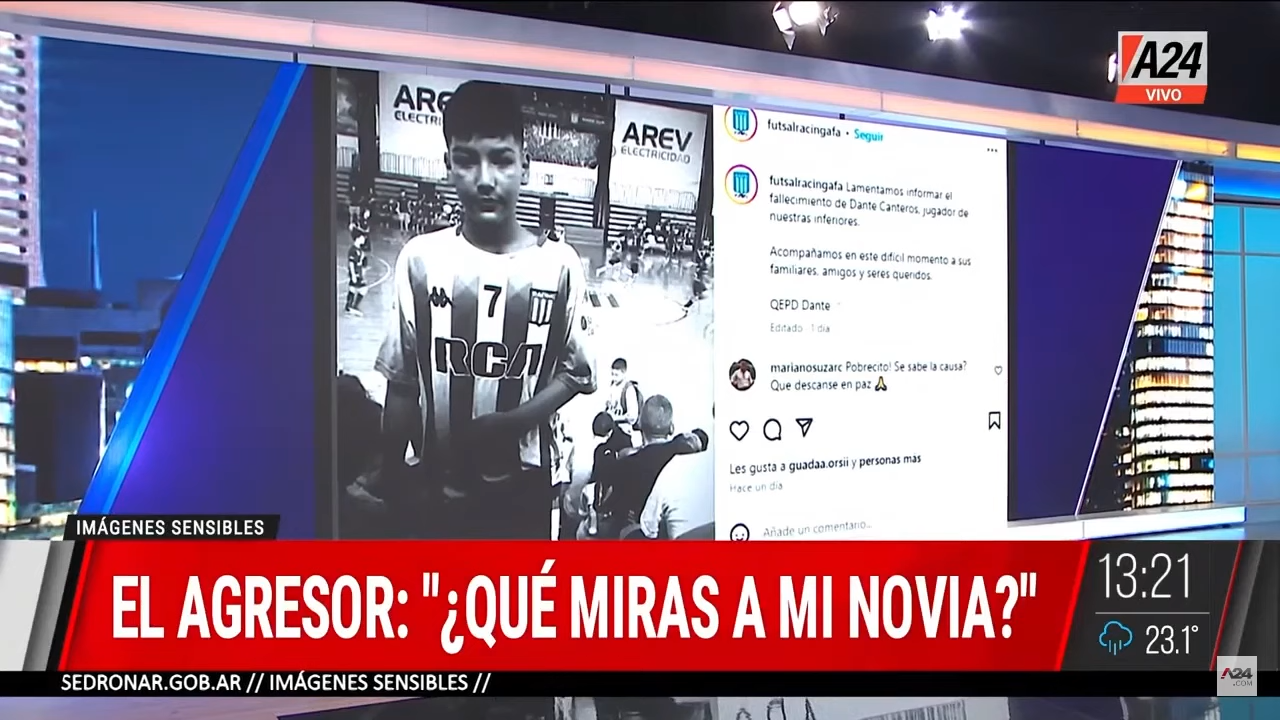 A24
VIVO
AREV
ELECTRICIDAD
7
RCA
futsalracingafa • Seguir
futsalracingafa Lamentamos informar el
fallecimiento de Dante Canteros, jugador de
nuestras inferiores.
Acompañamos en este difícil momento a sus
familiares, amigos y seres queridos.
QEPD Dante
Editado · 1 día
marianosuzarc Pobrecito! Se sabe la causa?
Que descanse en paz 🙏
Les gusta a guadaa.orsii y personas mas
Hace un día
Añade un comentario...
IMÁGENES SENSIBLES
EL AGRESOR: "¿QUÉ MIRAS A MI NOVIA?"
13:21
23.1°
SEDRONAR.GOB.AR // IMÁGENES SENSIBLES //
A24
.COM